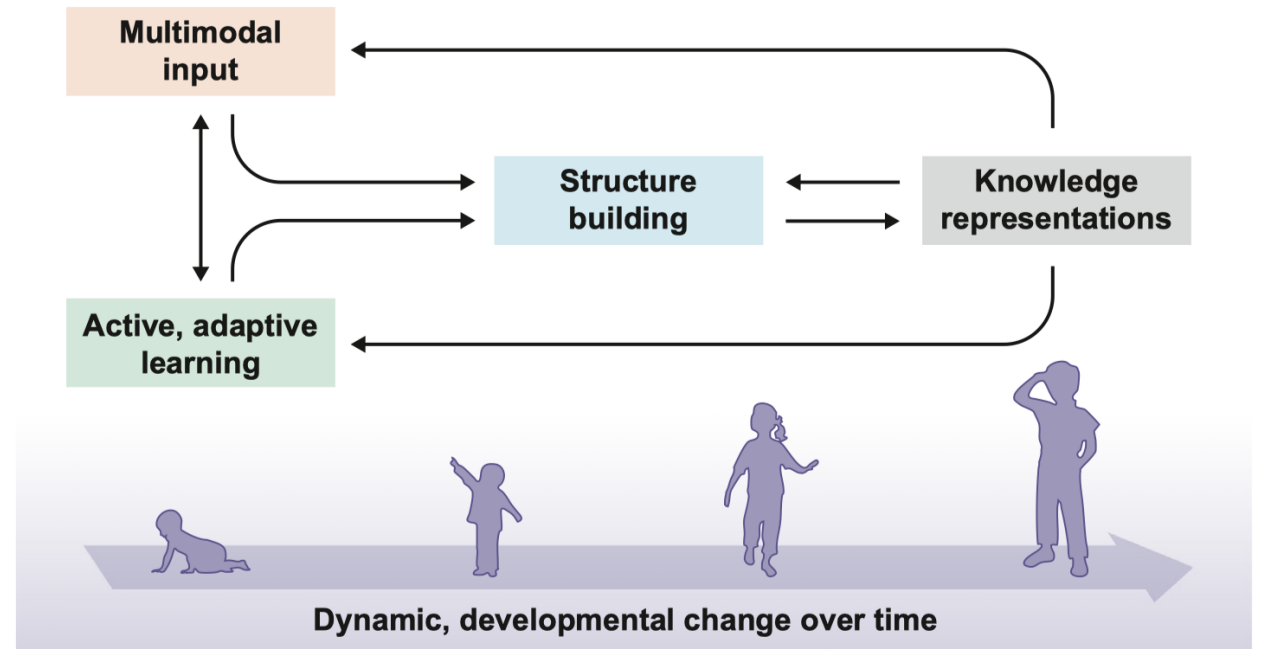 Multimodal
input
Structure
building
Knowledge
representations
Active, adaptive
learning
Dynamic, developmental change over time